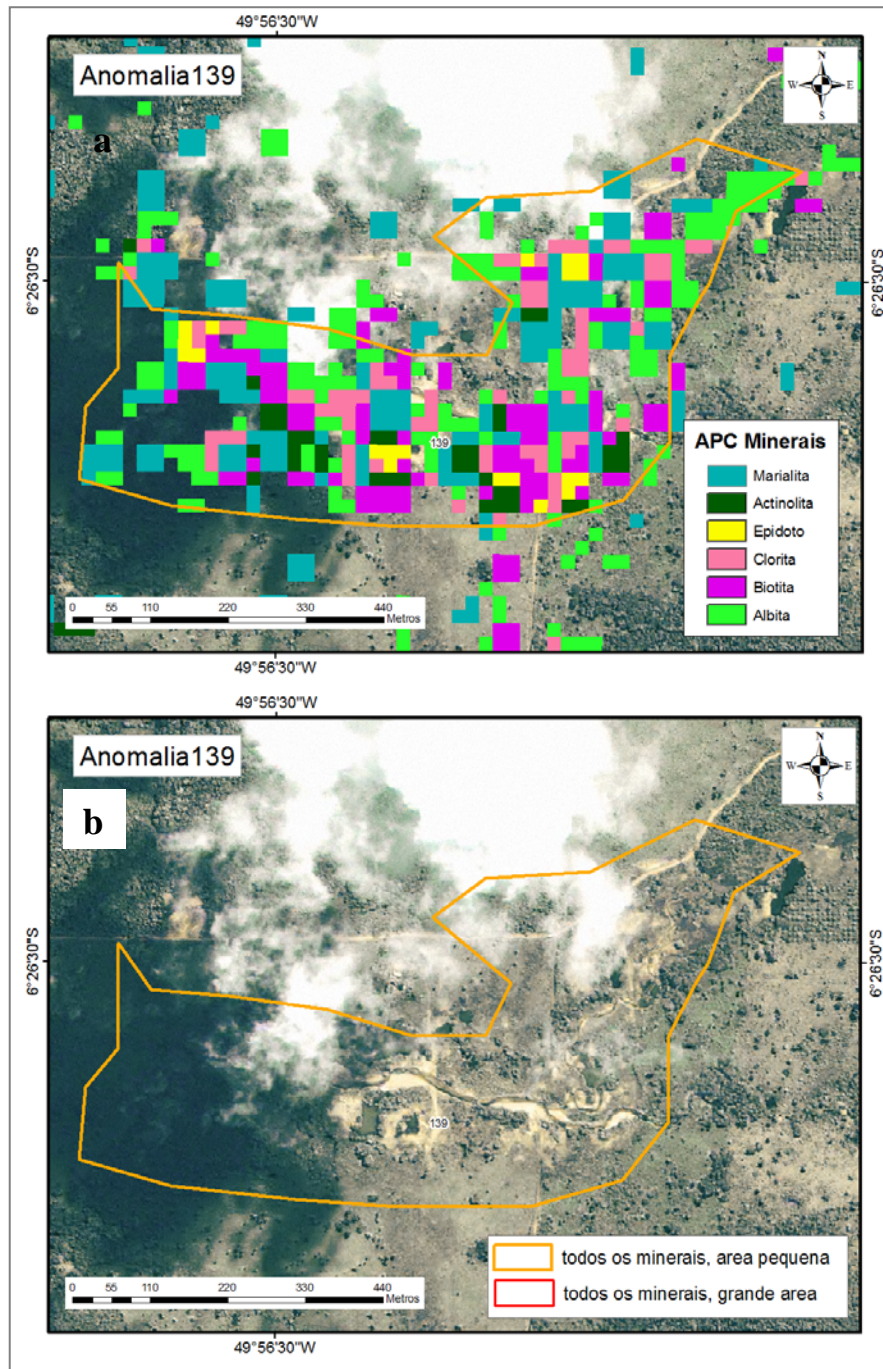 49°56'30"W
Anomalia139
N
W E
S
a
6°26'30"S
6°26'30"S
139
APC Minerais
Marialita
Actinolita
Epidoto
Clorita
Biotita
Albita
0 55 110 220 330 440
Metros
49°56'30"W
49°56'30"W
Anomalia139
N
W E
S
b
6°26'30"S
6°26'30"S
139
todos os minerais, area pequena
todos os minerais, grande area
0 55 110 220 330 440
Metros
49°56'30"W